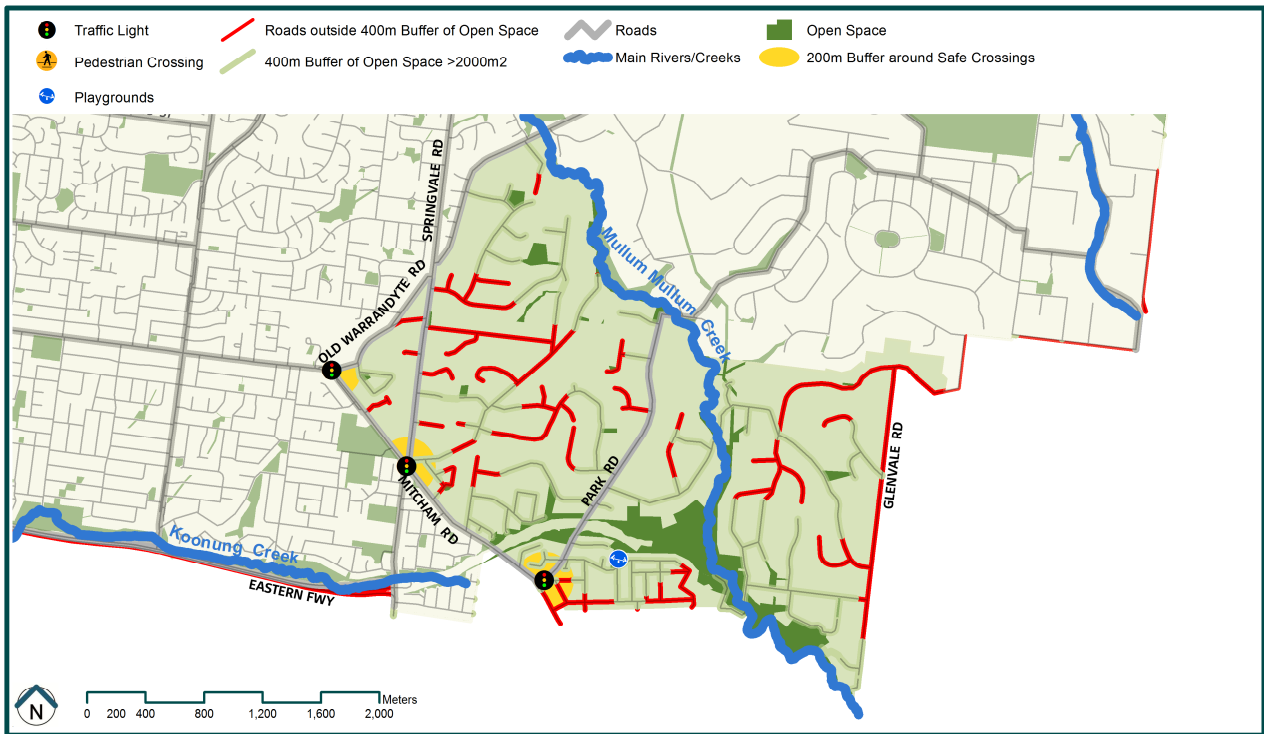 Traffic Light
Roads outside 400m Buffer of Open Space
Roads
Open Space
Pedestrian Crossing
400m Buffer of Open Space >2000m2
Main Rivers/Creeks
200m Buffer around Safe Crossings
Playgrounds
SPRINGVALE RD
Mullum Mullum Creek
OLD WARRANDYTE RD
GLENVALE RD
PARK RD
MITCHAM RD
Koonung Creek
EASTERN FWY
N
Meters
0 200 400 800 1,200 1,600 2,000